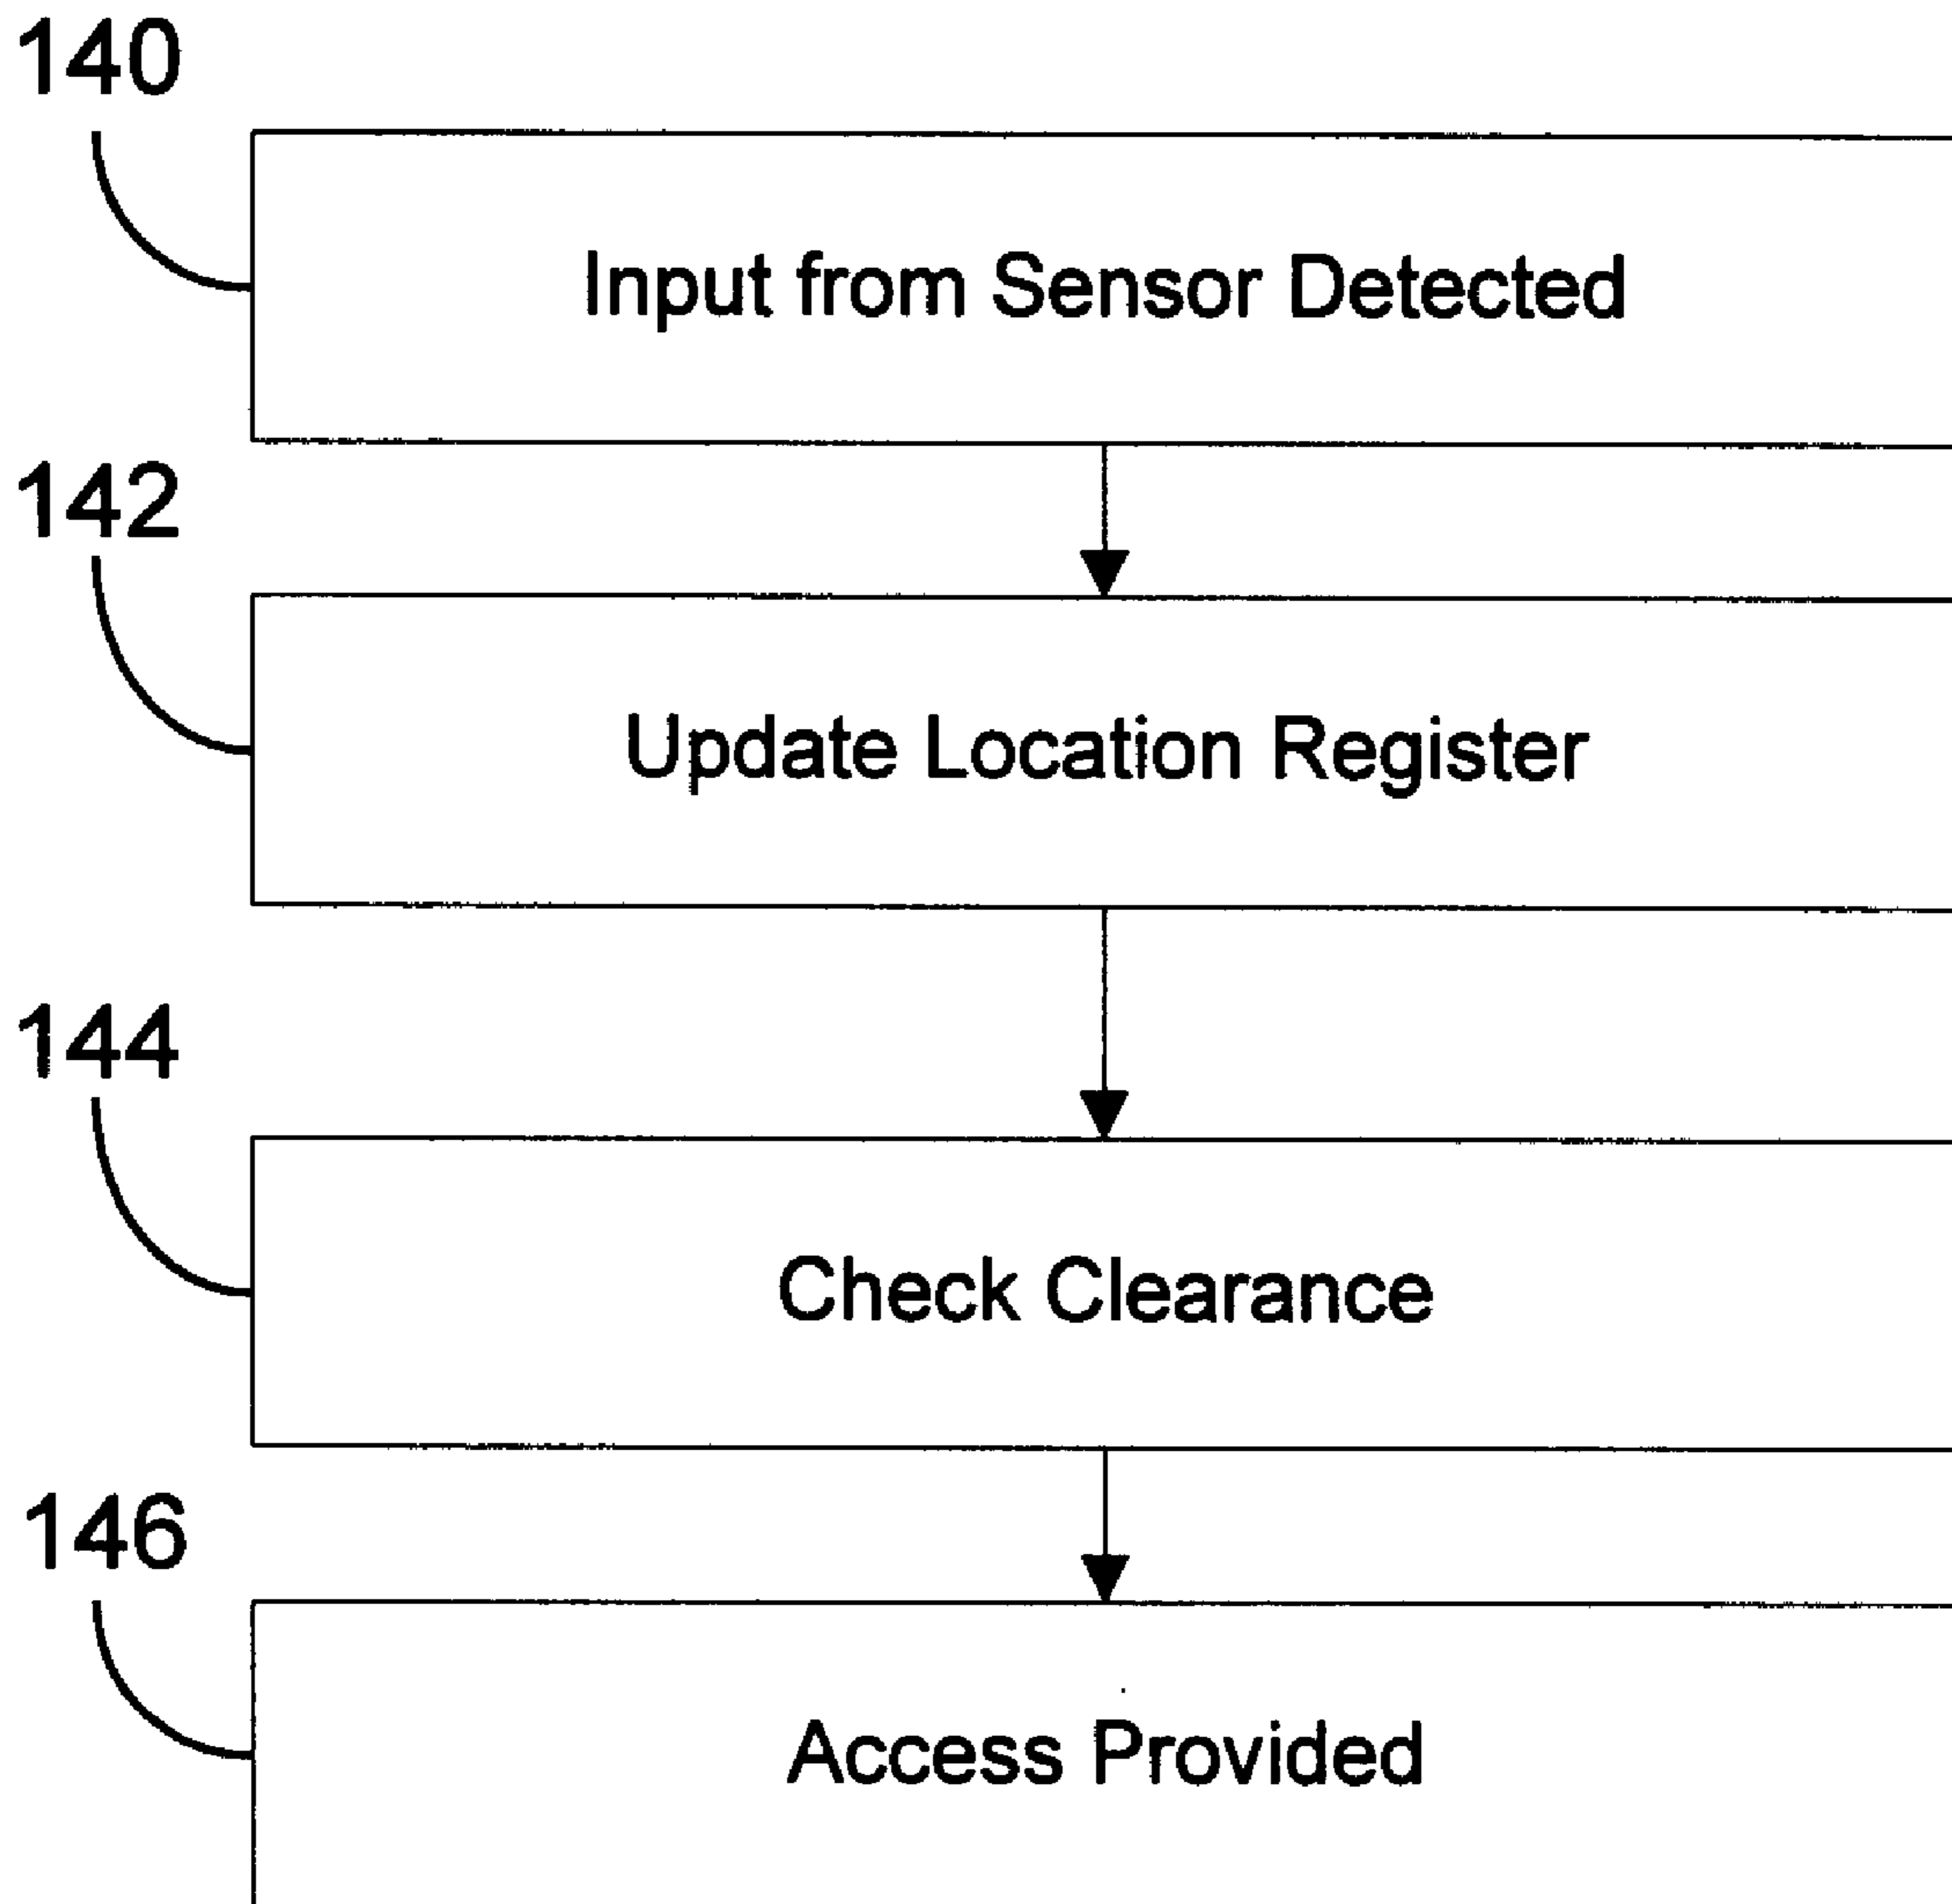 140
Input from Sensor Detected
142
Update Location Register
144
Check Clearance
146
Access Provided